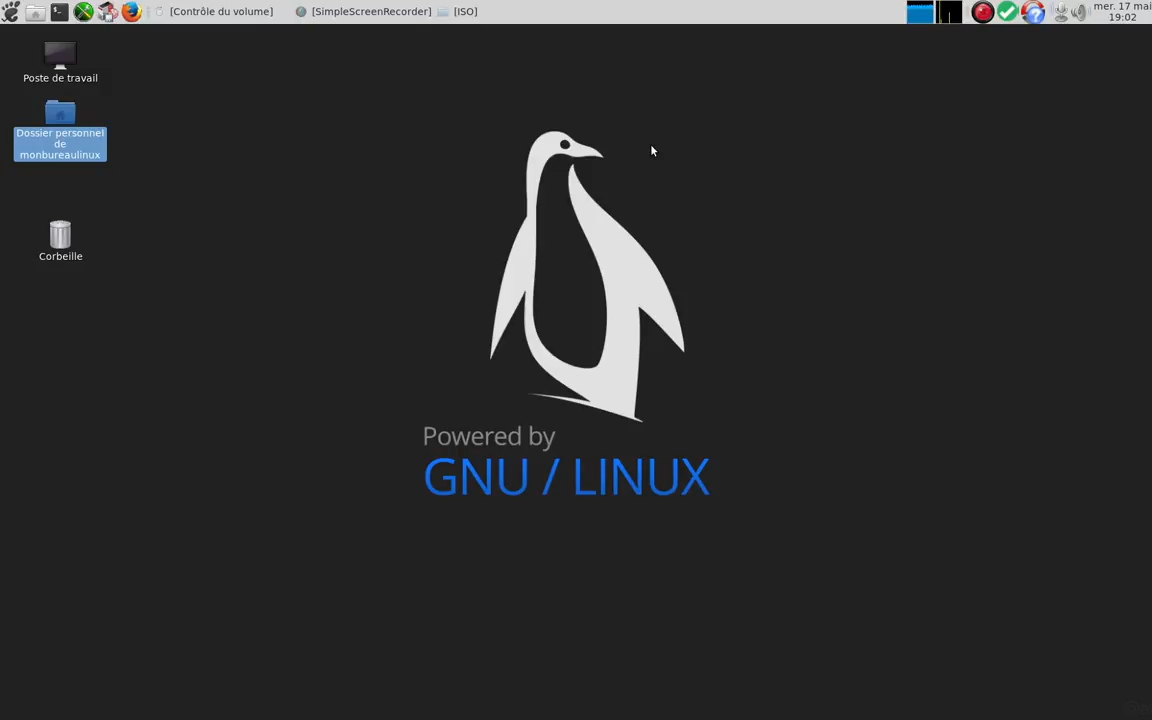 [Contrôle du volume]
[SimpleScreenRecorder]
[ISO]
mer. 17 mai
19:02
Poste de travail
Dossier personnel
de
monbureaulinux
Corbeille
Powered by
GNU / LINUX